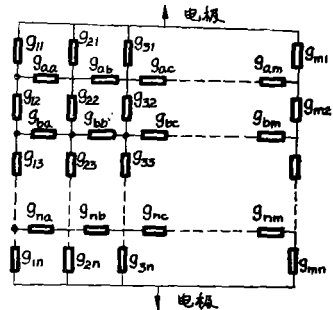 电极
g11 g21 g31 gm1
gaa gab gac gam
g12 g22 g32 gm2
gba gbb gbc gbm
g13 g23 g33
gna gnb gnc gnm
g1n g2n g3n gmn
电极